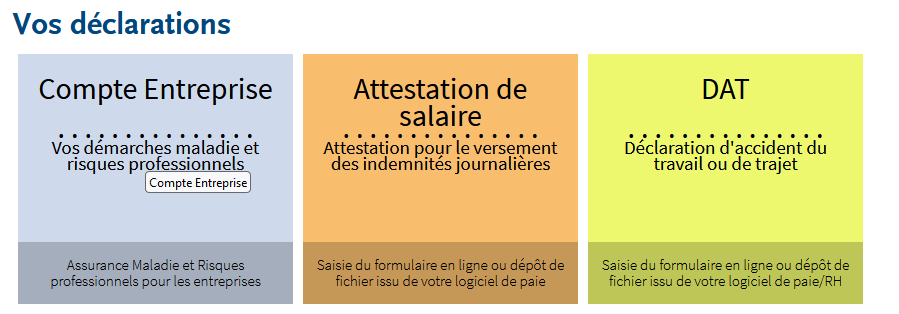 Vos déclarations
Compte Entreprise
Vos démarches maladie et
risques professionnels
Compte Entreprise
Assurance Maladie et Risques
professionnels pour les entreprises
Attestation de
salaire
Attestation pour le versement
des indemnités journalières
Saisie du formulaire en ligne ou dépôt de
fichier issu de votre logiciel de paie
DAT
Déclaration d'accident du
travail ou de trajet
Saisie du formulaire en ligne ou dépôt de
fichier issu de votre logiciel de paie/RH